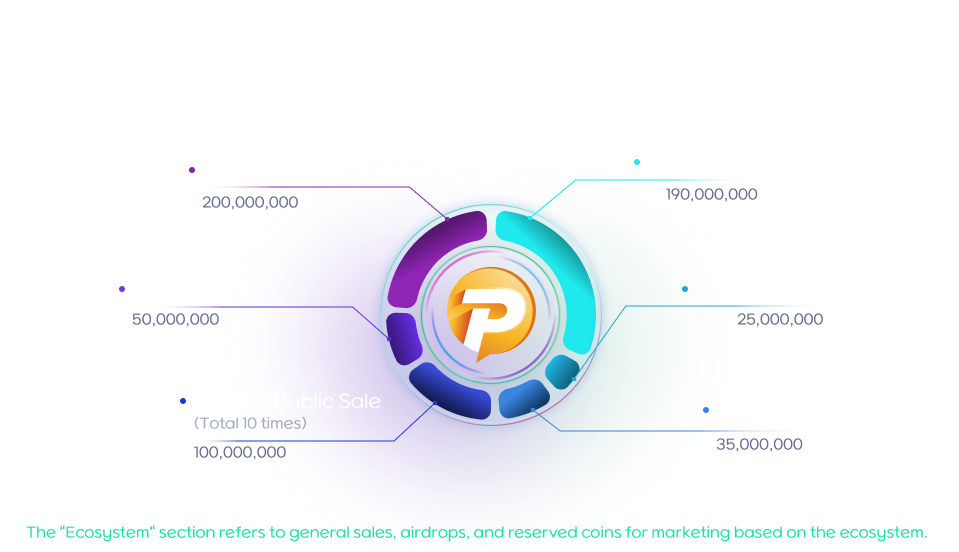 190,000,000
200,000,000
25,000,000
50,000,000
Public Sale
(Total 10 times)
35,000,000
100,000,000
The "Ecosystem" section refers to general sales, airdrops, and reserved coins for marketing based on the ecosystem.